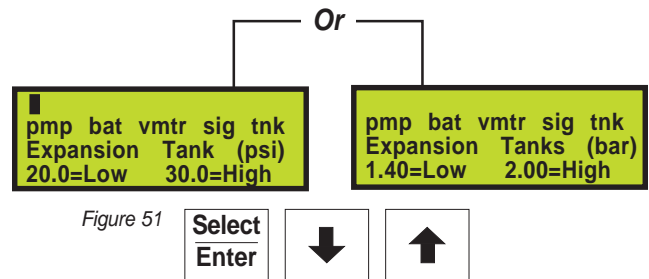 Or
pmp bat vmtr sig tnk
Expansion Tank (psi)
20.0=Low 30.0=High
pmp bat vmtr sig tnk
Expansion Tanks (bar)
1.40=Low 2.00=High
Figure 51
Select
Enter